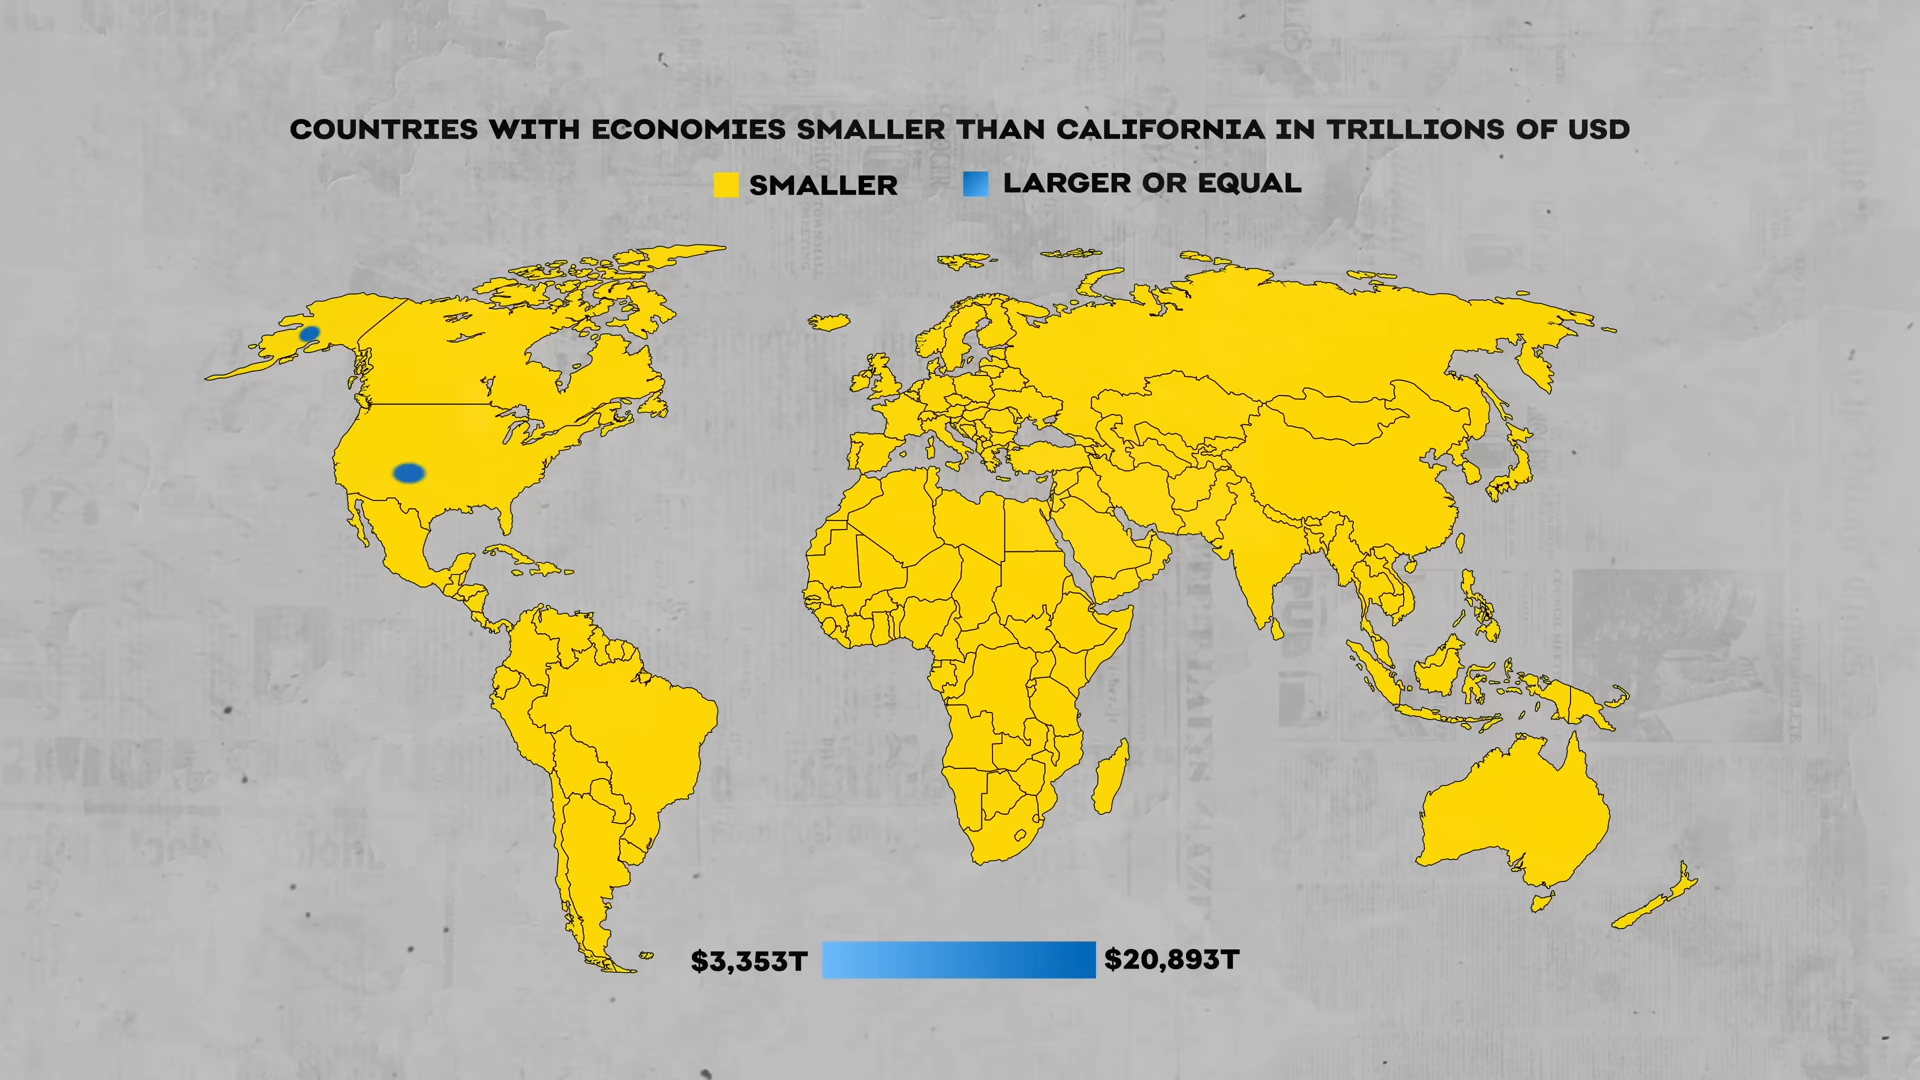 COUNTRIES WITH ECONOMIES SMALLER THAN CALIFORNIA IN TRILLIONS OF USD
SMALLER LARGER OR EQUAL
$3,353T $20,893T